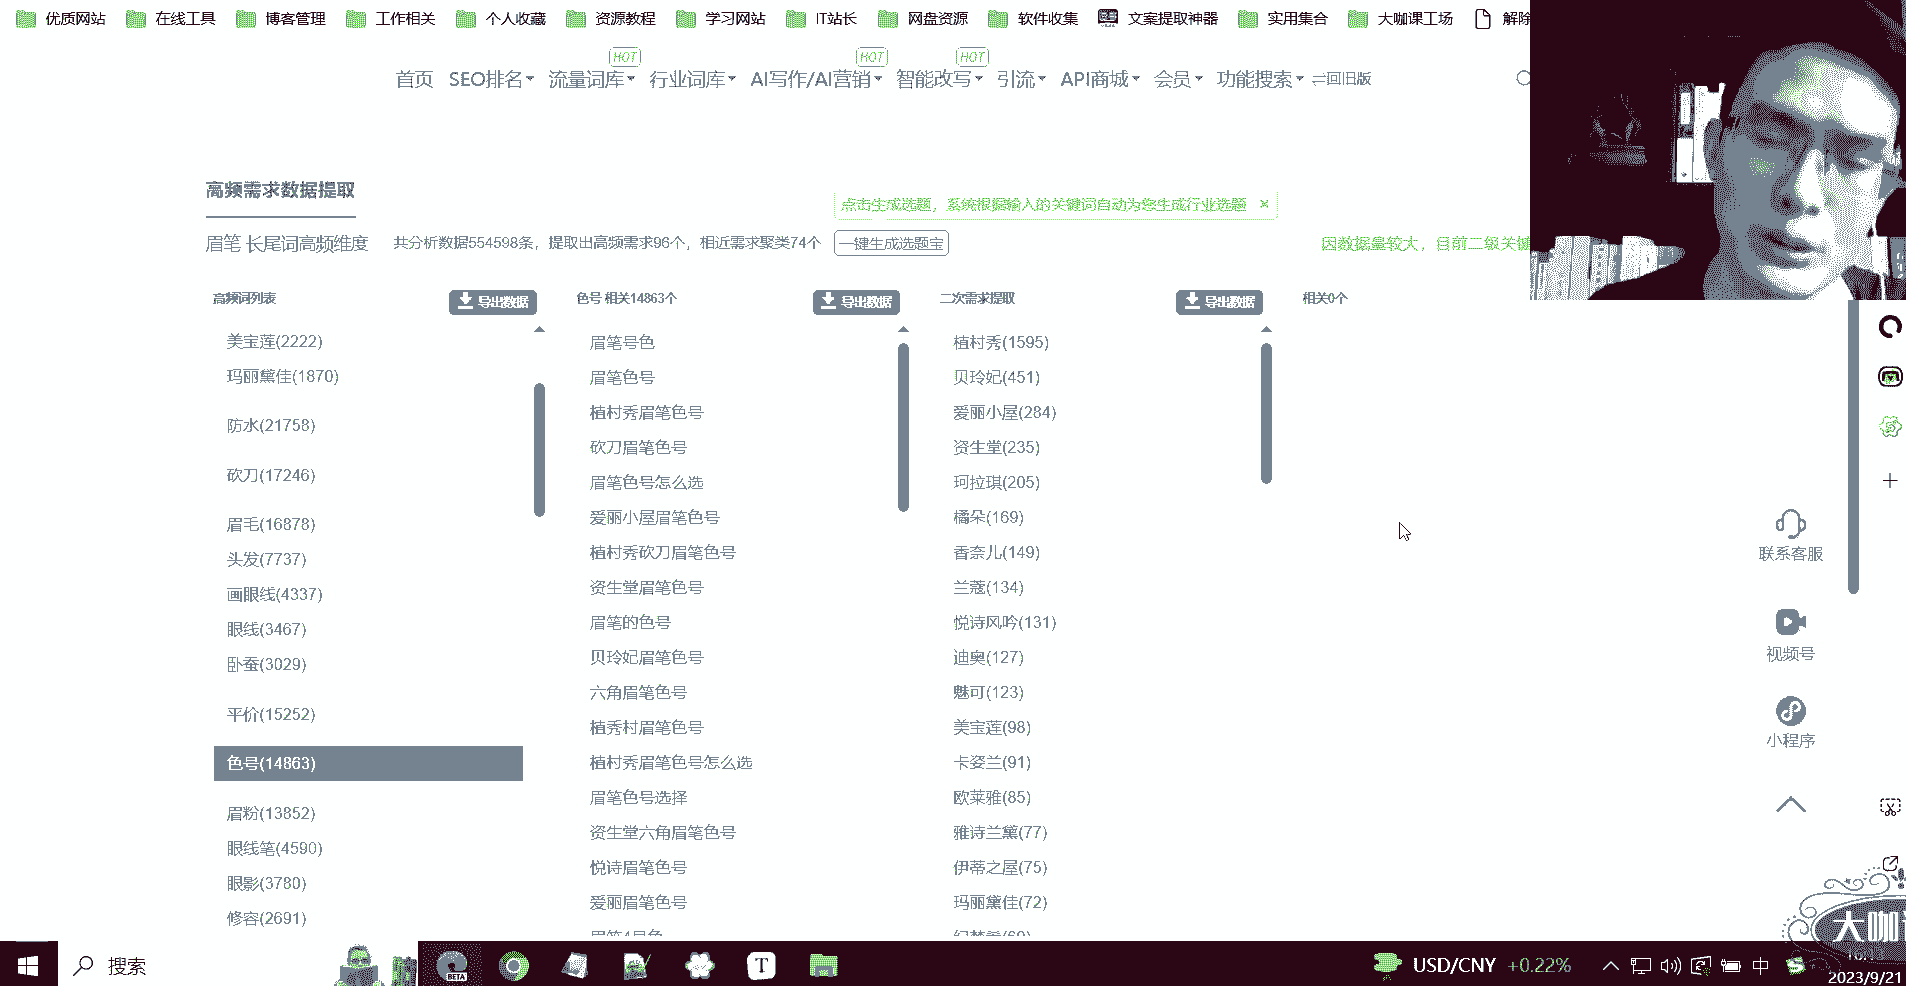 优质网站 在线工具 博客管理 工作相关 个人收藏 资源教程 学习网站 IT站长 网盘资源 软件收集 文案提取神器 实用集合 大咖课工场 解除
HOT HOT HOT
首页 SEO排名 流量词库 行业词库 AI写作/AI营销 智能改写 引流 API商城 会员 功能搜索 回旧版
高频需求数据提取
点击生成选题，系统根据输入的关键词自动为您生成行业选题 ×
眉笔 长尾词高频维度 共分析数据554598条，提取出高频需求96个，相近需求聚类74个 一键生成选题宝 因数据量较大，目前二级关键
高频词列表 导出数据 色号 相关14863个 导出数据 二次需求提取 导出数据 相关0个
美宝莲(2222)
玛丽黛佳(1870)
防水(21758)
砍刀(17246)
眉毛(16878)
头发(7737)
画眼线(4337)
眼线(3467)
卧蚕(3029)
平价(15252)
色号(14863)
眉粉(13852)
眼线笔(4590)
眼影(3780)
修容(2691)
眉笔号色
眉笔色号
植村秀眉笔色号
砍刀眉笔色号
眉笔色号怎么选
爱丽小屋眉笔色号
植村秀砍刀眉笔色号
资生堂眉笔色号
眉笔的色号
贝玲妃眉笔色号
六角眉笔色号
植秀村眉笔色号
植村秀眉笔色号怎么选
眉笔色号选择
资生堂六角眉笔色号
悦诗眉笔色号
爱丽眉笔色号
植村秀(1595)
贝玲妃(451)
爱丽小屋(284)
资生堂(235)
珂拉琪(205)
橘朵(169)
香奈儿(149)
兰蔻(134)
悦诗风吟(131)
迪奥(127)
魅可(123)
美宝莲(98)
卡姿兰(91)
欧莱雅(85)
雅诗兰黛(77)
伊蒂之屋(75)
玛丽黛佳(72)
联系客服
视频号
小程序
大咖
搜索 BETA T USD/CNY +0.22% 中
2023/9/21